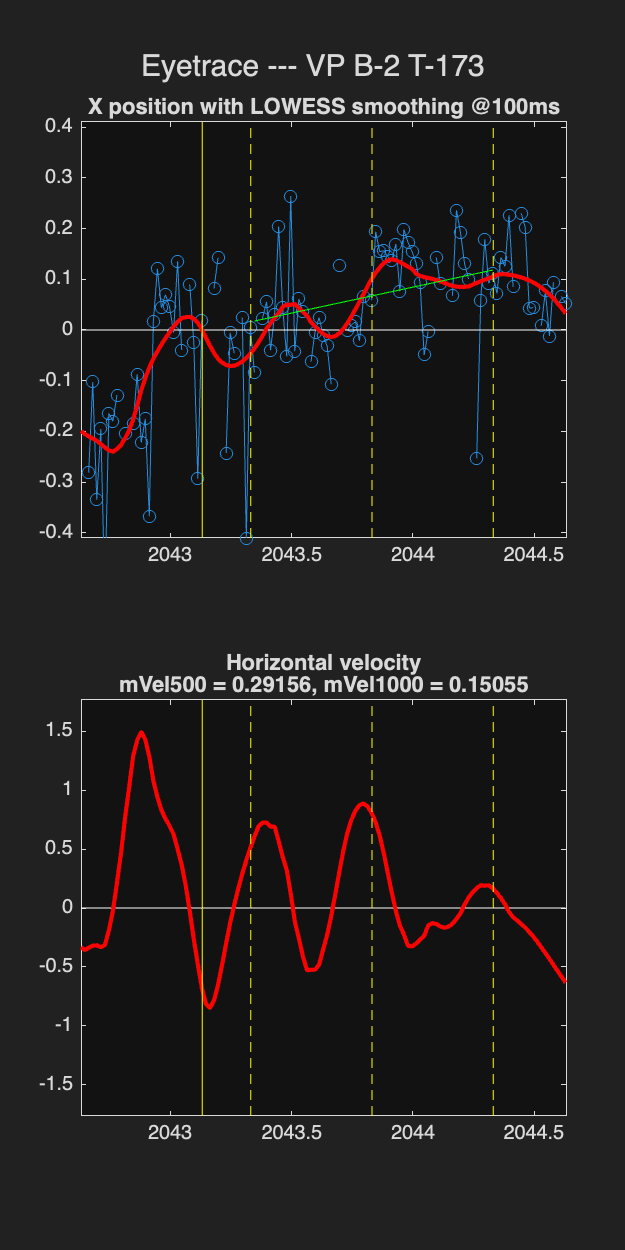 Eyetrace --- VP B-2 T-173
X position with LOWESS smoothing @100ms
0.4
0.3
0.2
0.1
0
-0.1
-0.2
-0.3
-0.4
2043 2043.5 2044 2044.5
Horizontal velocity
mVel500 = 0.29156, mVel1000 = 0.15055
1.5
1
0.5
0
-0.5
-1
-1.5
2043 2043.5 2044 2044.5